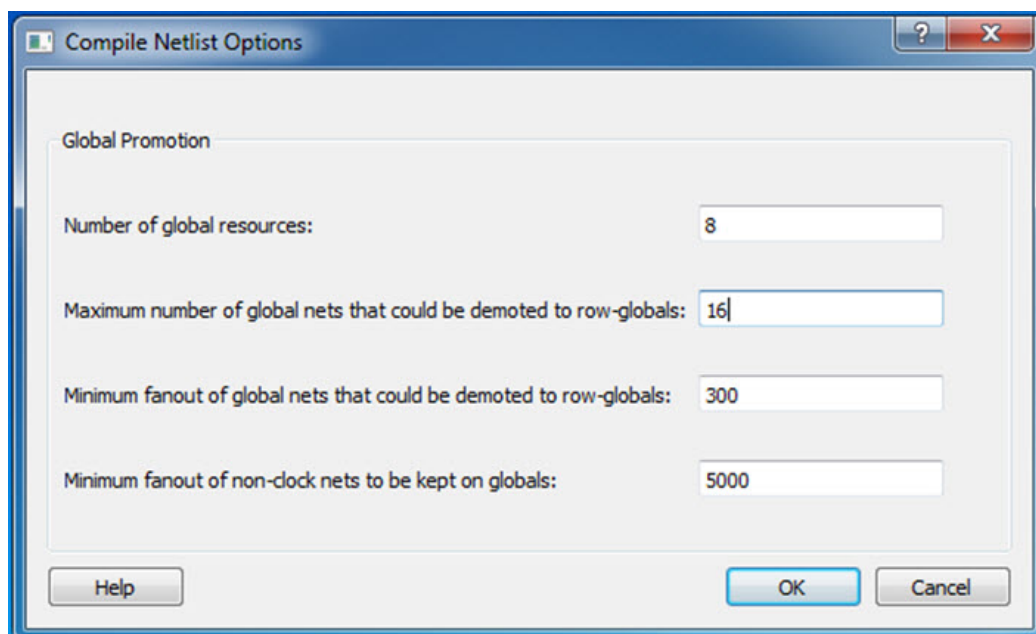 Compile Netlist Options
Global Promotion
Number of global resources: 8
Maximum number of global nets that could be demoted to row-globals: 16
Minimum fanout of global nets that could be demoted to row-globals: 300
Minimum fanout of non-clock nets to be kept on globals: 5000
Help OK Cancel